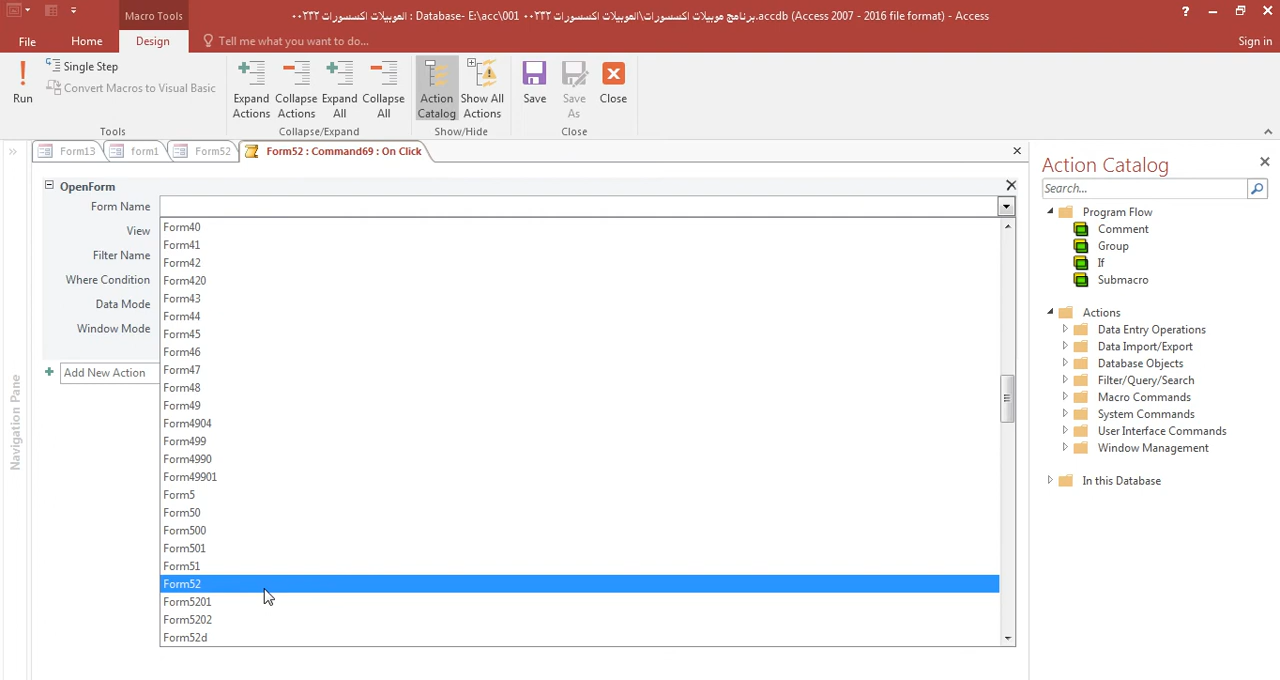 Macro Tools
العوبيلات اكسسورات ٠٠٢٣٢ : Database- E:\acc\001 برنامج موبيلات اكسسورات\العوبيلات اكسسورات ٠٠٢٣٢.accdb (Access 2007 - 2016 file format) - Access
File
Home
Design
Tell me what you want to do...
Sign in
Run
Single Step
Convert Macros to Visual Basic
Expand Actions
Collapse Actions
Expand All
Collapse All
Action Catalog
Show All Actions
Save
Save As
Close
Tools
Collapse/Expand
Show/Hide
Close
Form13
form1
Form52
Form52 : Command69 : On Click
OpenForm
Form Name
View
Filter Name
Where Condition
Data Mode
Window Mode
Add New Action
Form40
Form41
Form42
Form420
Form43
Form44
Form45
Form46
Form47
Form48
Form49
Form4904
Form499
Form4990
Form49901
Form5
Form50
Form500
Form501
Form51
Form52
Form5201
Form5202
Form52d
Navigation Pane
Action Catalog
Search...
Program Flow
Comment
Group
If
Submacro
Actions
Data Entry Operations
Data Import/Export
Database Objects
Filter/Query/Search
Macro Commands
System Commands
User Interface Commands
Window Management
In this Database